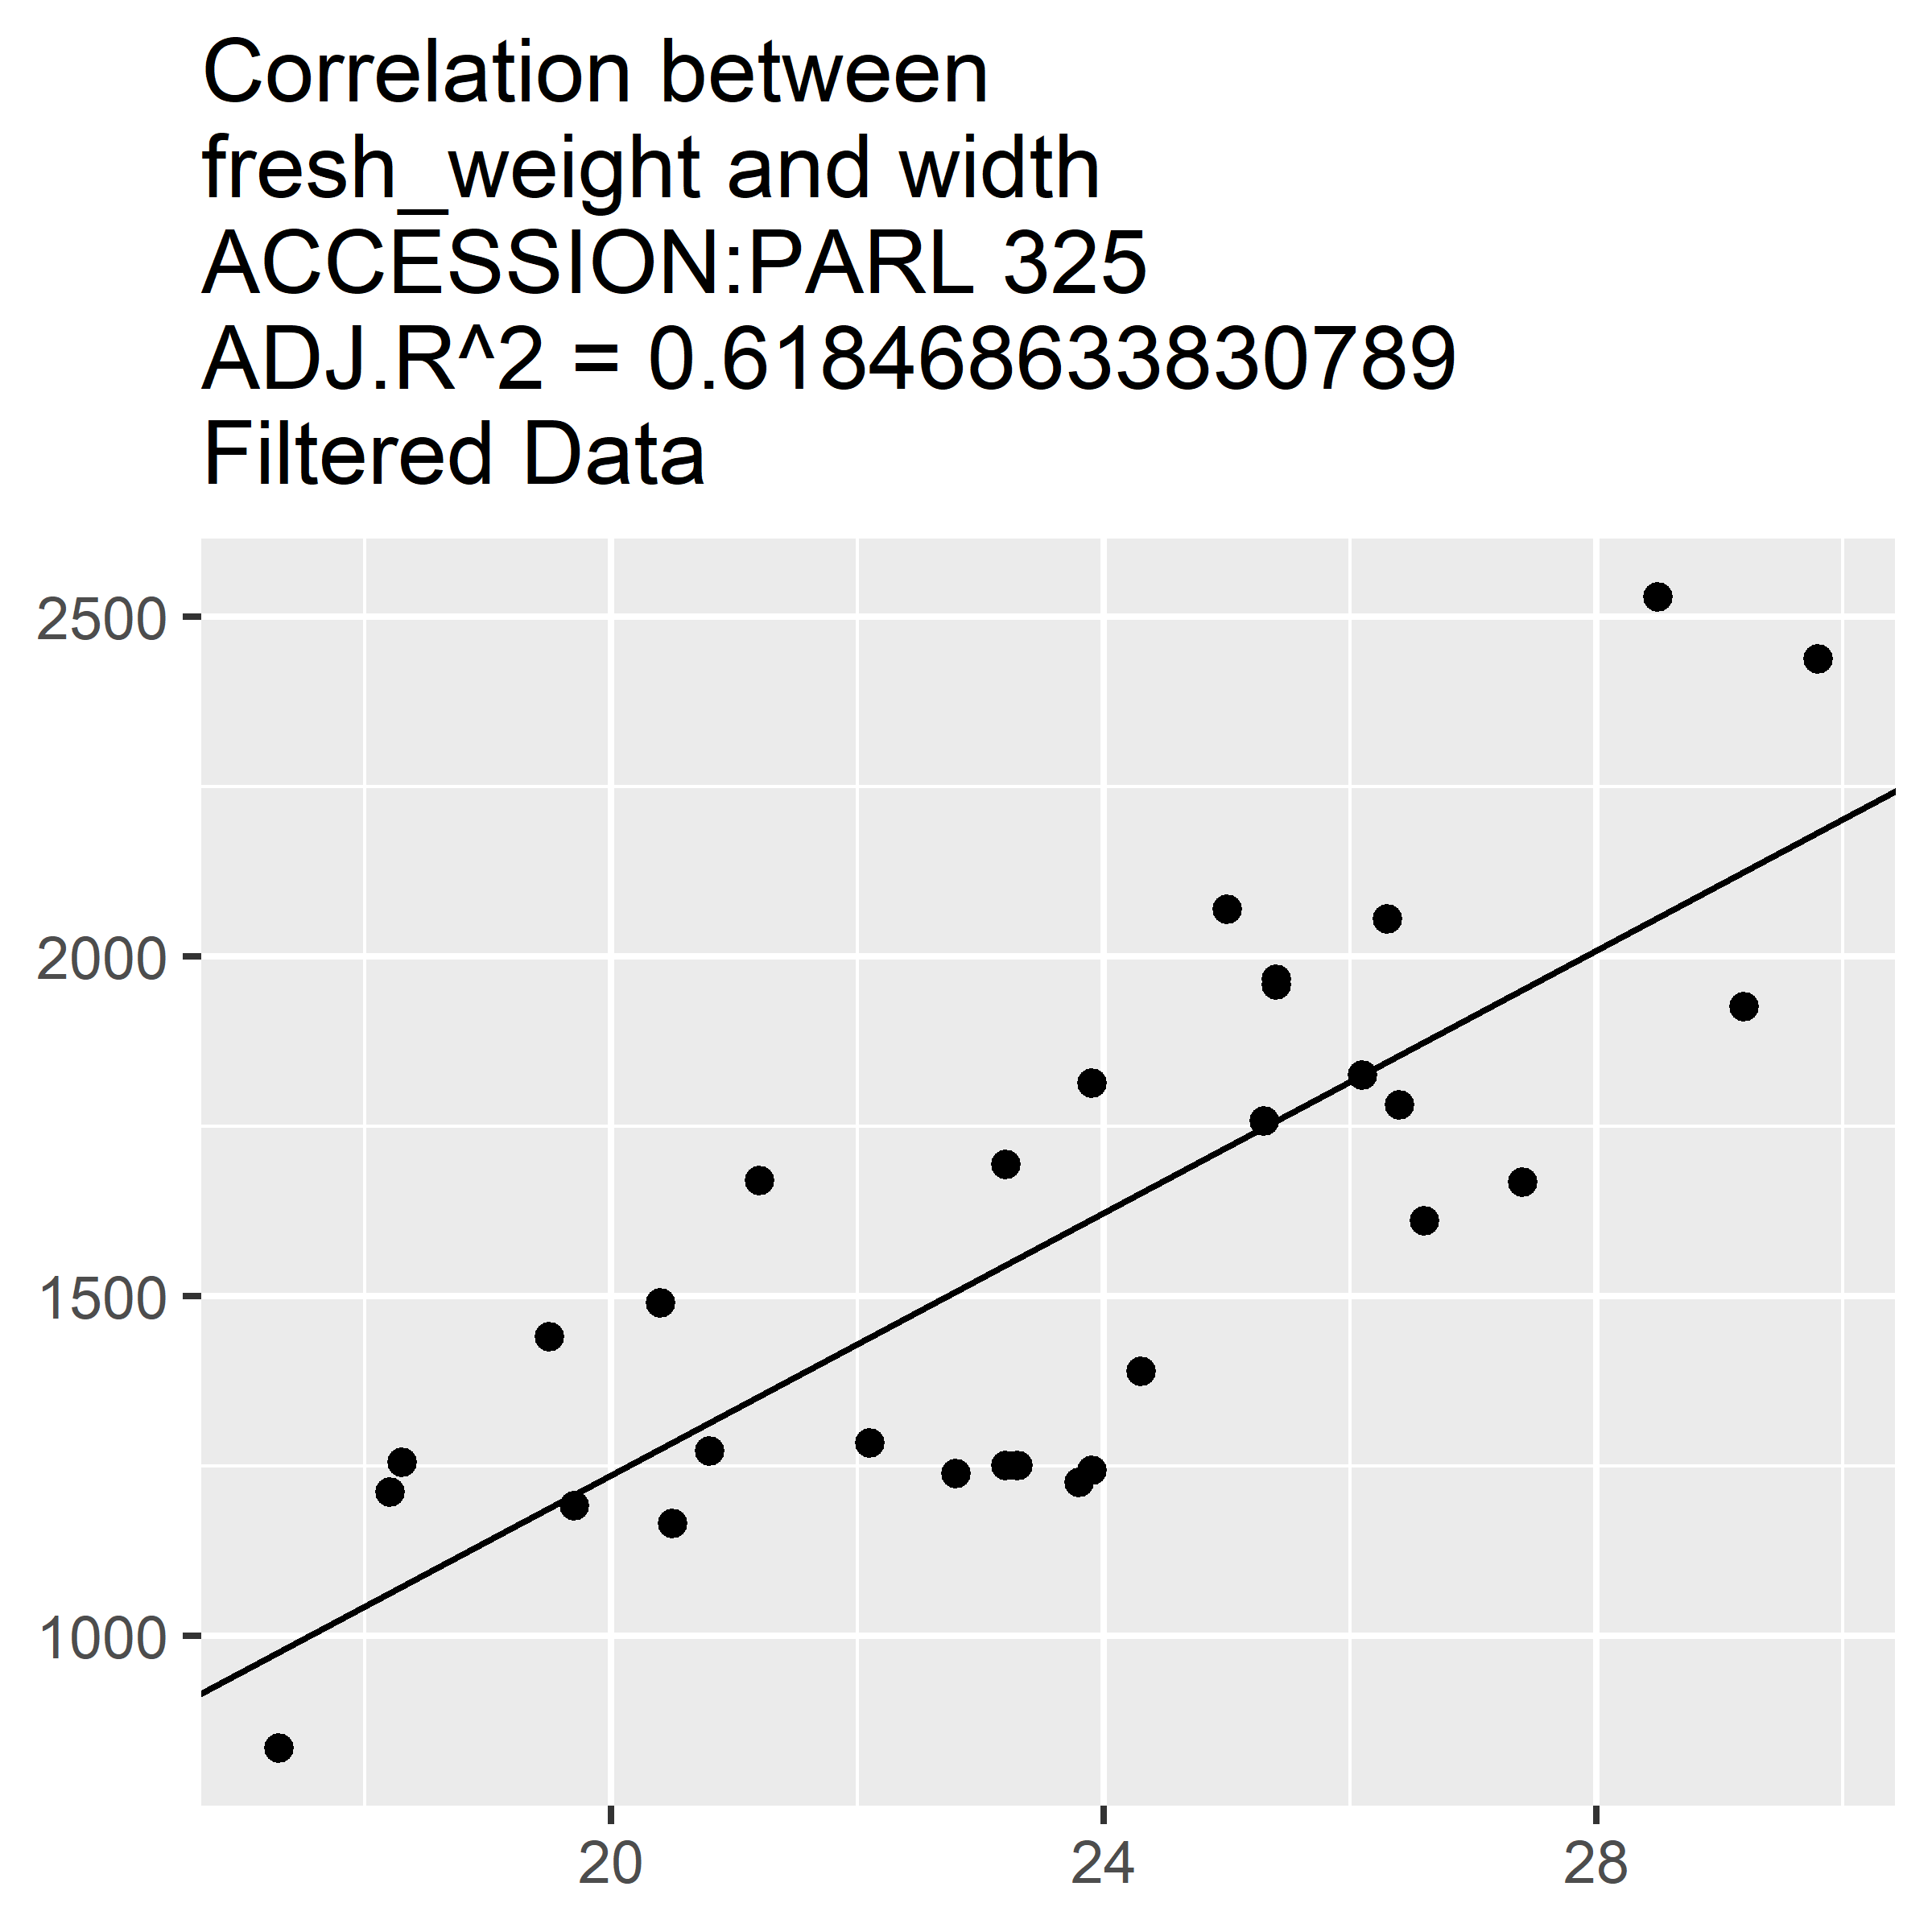 Correlation between
fresh_weight and width
ACCESSION:PARL 325
ADJ.R^2 = 0.618468633830789
Filtered Data
2500
2000
1500
1000
20 24 28